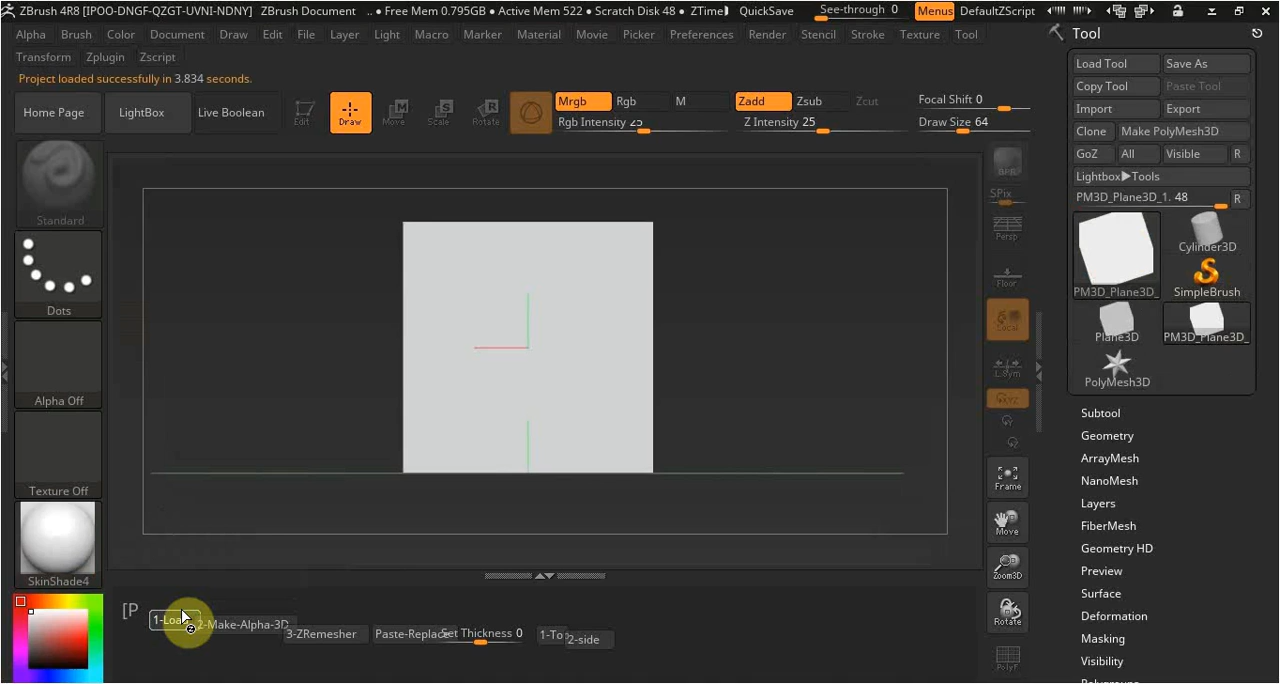 ZBrush 4R8 [IPOO-DNGF-QZGT-UVNI-NDNY] ZBrush Document .. • Free Mem 0.795GB • Active Mem 522 • Scratch Disk 48 • ZTime QuickSave See-through 0 Menus DefaultZScript
Alpha Brush Color Document Draw Edit File Layer Light Macro Marker Material Movie Picker Preferences Render Stencil Stroke Texture Tool
Transform Zplugin Zscript
Project loaded successfully in 3.834 seconds.
Home Page LightBox Live Boolean Edit Draw Move Scale Rotate
Mrgb Rgb M Zadd Zsub Zcut Focal Shift 0
Rgb Intensity 25 Z Intensity 25 Draw Size 64
Standard
Dots
Alpha Off
Texture Off
SkinShade4
BPR
SPix
Persp
Floor
Local
L.Sym
XYZ
Frame
Move
Zoom3D
Rotate
PolyF
Tool
Load Tool Save As
Copy Tool Paste Tool
Import Export
Clone Make PolyMesh3D
GoZ All Visible R
Lightbox▶Tools
PM3D_Plane3D_1. 48 R
Cylinder3D
PM3D_Plane3D_ SimpleBrush
Plane3D PM3D_Plane3D_
PolyMesh3D
Subtool
Geometry
ArrayMesh
NanoMesh
Layers
FiberMesh
Geometry HD
Preview
Surface
Deformation
Masking
Visibility
Polygroups
[P
1-Loa 2-Make-Alpha-3D 3-ZRemesher Paste-Replace Set Thickness 0 1-To 2-side